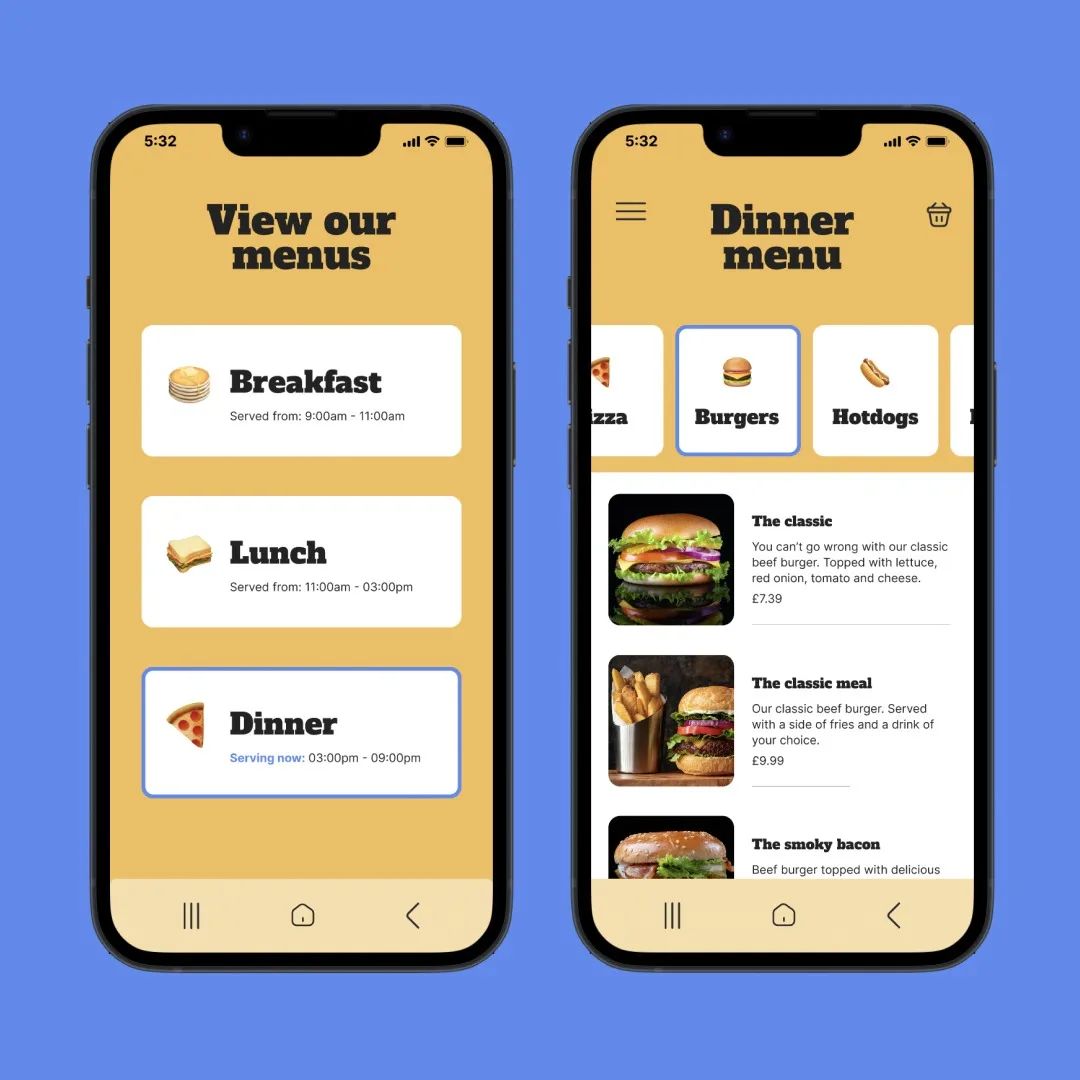 5:32
View our
menus
Breakfast
Served from: 9:00am - 11:00am
Lunch
Served from: 11:00am - 03:00pm
Dinner
Serving now: 03:00pm - 09:00pm
5:32
Dinner
menu
izza
Burgers
Hotdogs
The classic
You can’t go wrong with our classic
beef burger. Topped with lettuce,
red onion, tomato and cheese.
£7.39
The classic meal
Our classic beef burger. Served
with a side of fries and a drink of
your choice.
£9.99
The smoky bacon
Beef burger topped with delicious